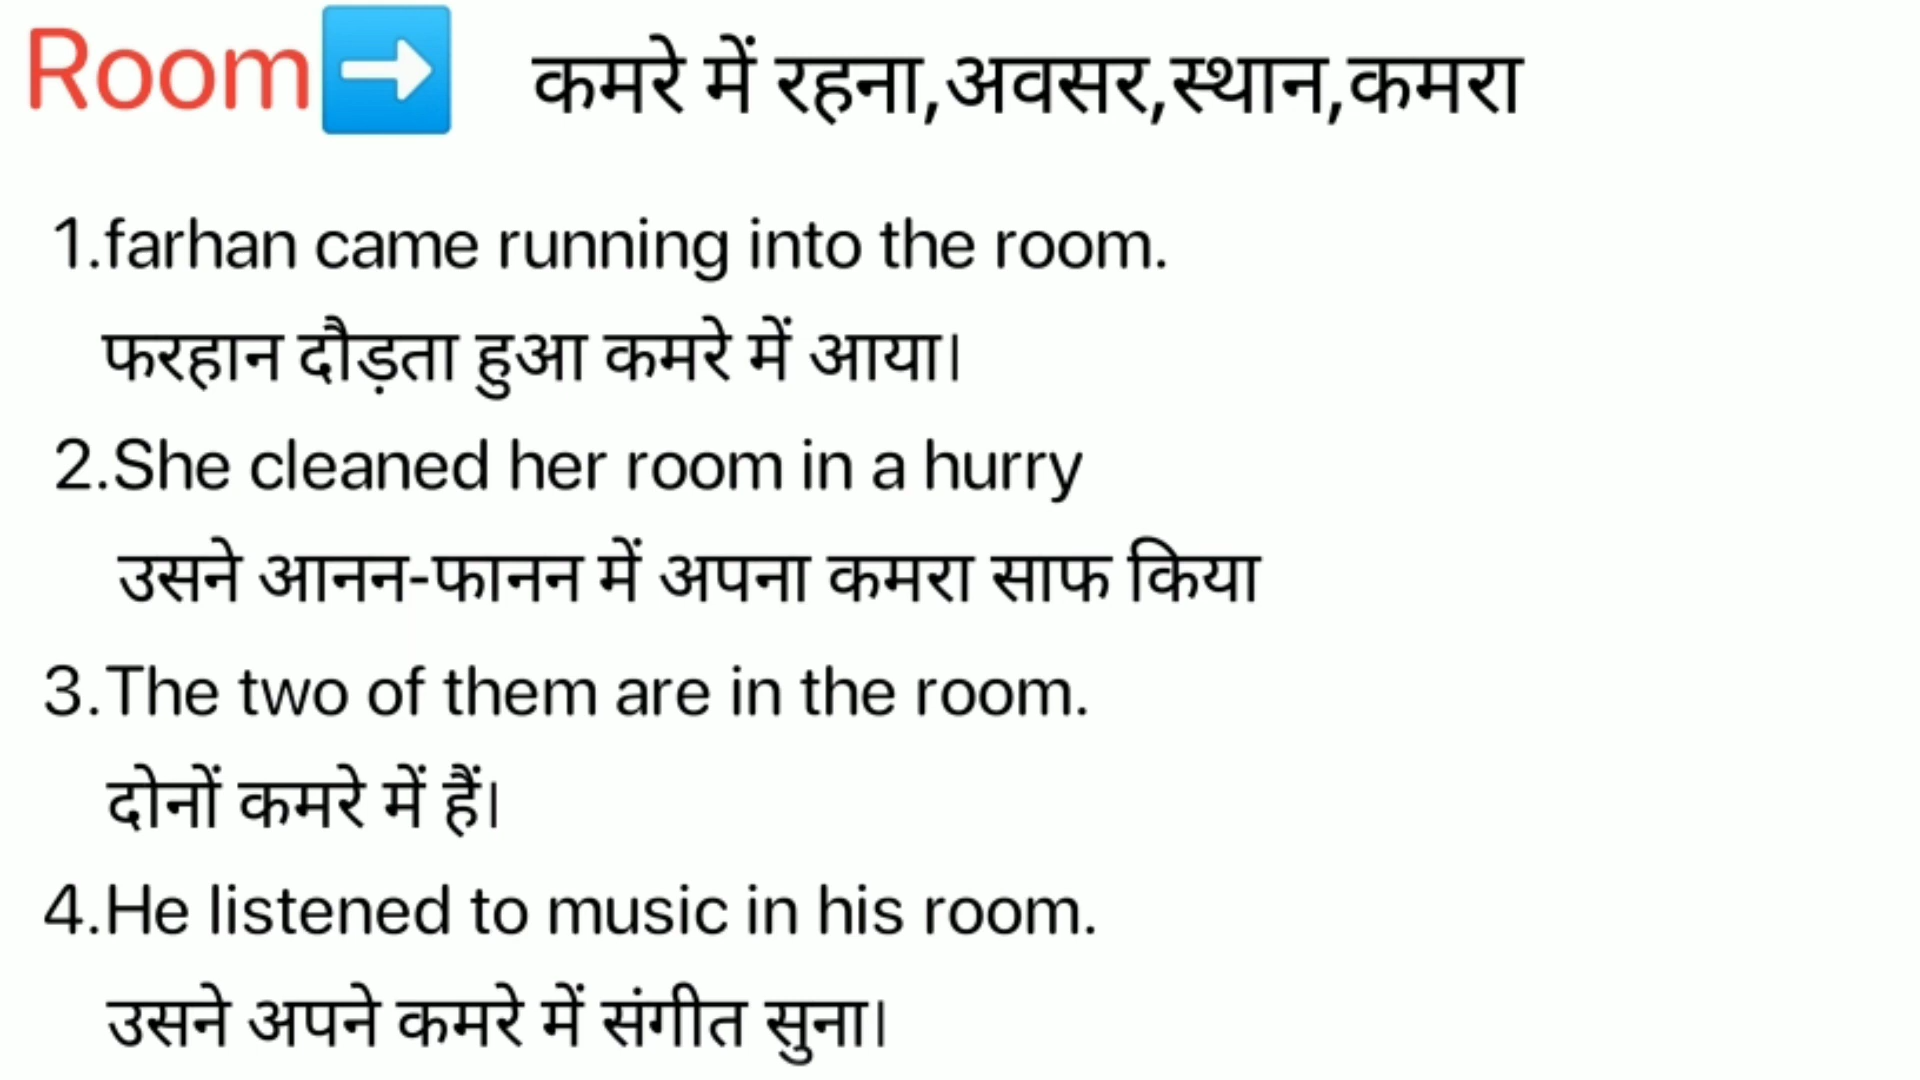 Room➡️ कमरे में रहना,अवसर,स्थान,कमरा
1.farhan came running into the room.
फरहान दौड़ता हुआ कमरे में आया।
2.She cleaned her room in a hurry
उसने आनन-फानन में अपना कमरा साफ किया
3.The two of them are in the room.
दोनों कमरे में हैं।
4.He listened to music in his room.
उसने अपने कमरे में संगीत सुना।